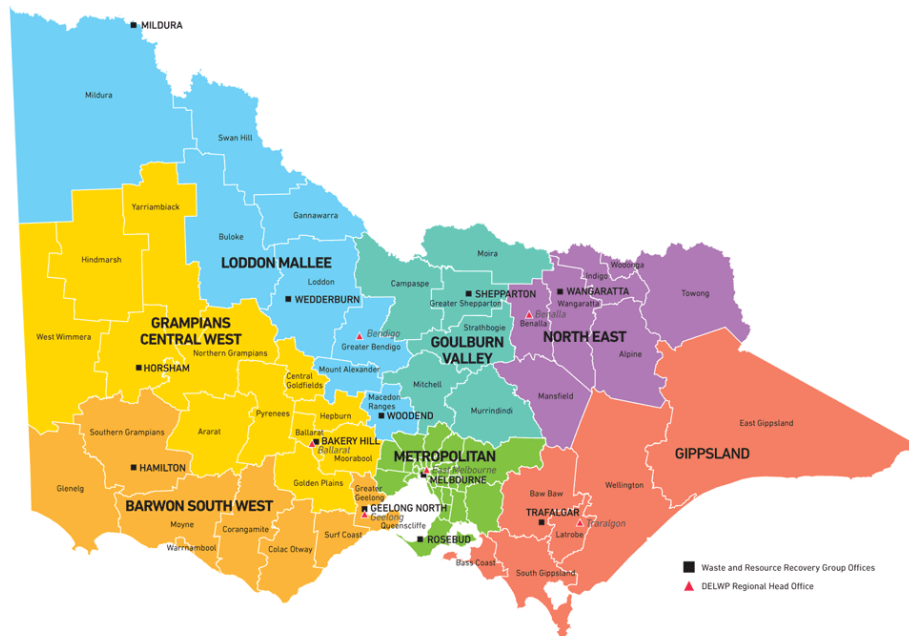 MILDURA
Mildura
Swan Hill
Yarriambiack
Gannawarra
Buloke
LODDON MALLEE
Hindmarsh
Loddon
WEDDERBURN
Campaspe
Moira
SHEPPARTON
Greater Shepparton
Wodonga
Indigo
WANGARATTA
Wangaratta
Towong
GRAMPIANS
CENTRAL WEST
West Wimmera
Northern Grampians
Bendigo
Greater Bendigo
Strathbogie
GOULBURN
VALLEY
Benalla
Benalla
NORTH EAST
Alpine
HORSHAM
Central
Goldfields
Mount Alexander
Mitchell
Mansfield
Macedon
Ranges
WOODEND
Murrindindi
Southern Grampians
Ararat
Pyrenees
Hepburn
Ballarat
BAKERY HILL
Ballarat
Moorabool
METROPOLITAN
East Melbourne
MELBOURNE
East Gippsland
GIPPSLAND
HAMILTON
Glenelg
Golden Plains
Greater
Geelong
Baw Baw
Wellington
BARWON SOUTH WEST
GEELONG NORTH
Geelong
Queenscliffe
TRAFALGAR
Traralgon
Latrobe
Moyne
Corangamite
Surf Coast
ROSEBUD
Warrnambool
Colac Otway
Bass Coast
South Gippsland
Waste and Resource Recovery Group Offices
DELWP Regional Head Office